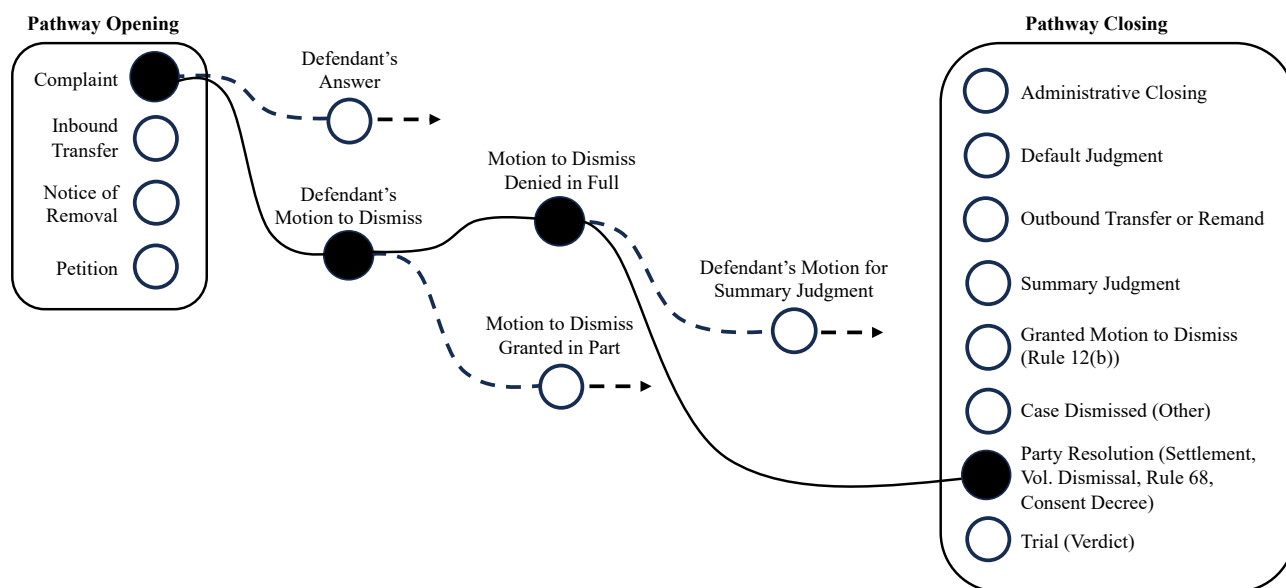 Pathway Opening
Complaint
Inbound
Transfer
Notice of
Removal
Petition
Defendant's
Answer
Defendant's
Motion to Dismiss
Motion to Dismiss
Denied in Full
Motion to Dismiss
Granted in Part
Defendant's Motion for
Summary Judgment
Pathway Closing
Administrative Closing
Default Judgment
Outbound Transfer or Remand
Summary Judgment
Granted Motion to Dismiss
(Rule 12(b))
Case Dismissed (Other)
Party Resolution (Settlement,
Vol. Dismissal, Rule 68,
Consent Decree)
Trial (Verdict)